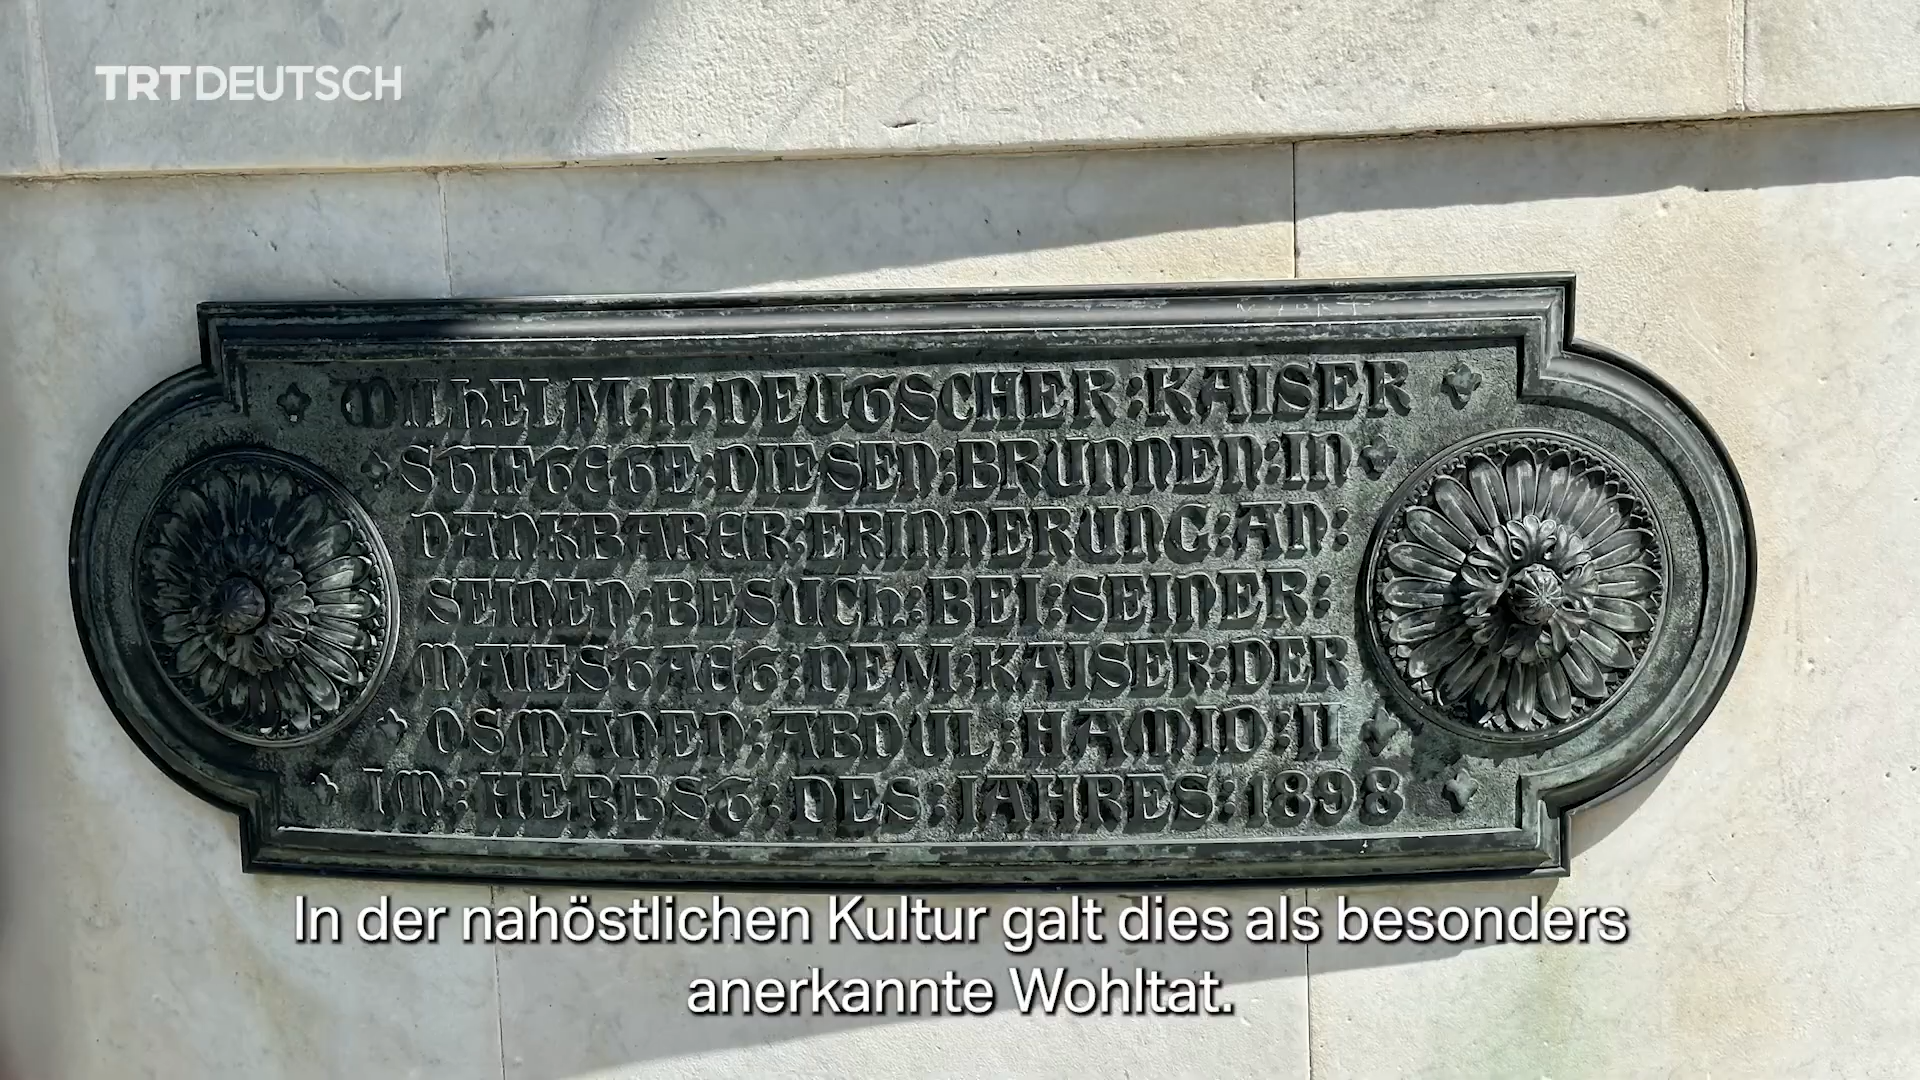 TRTDEUTSCH
WILHELM:II:DEUTSCHER:KAISER
STIFTETE:DIESEN:BRUNNEN:IN
DANKBARER:ERINNERUNG:AN:
SEINEN:BESUCH:BEI:SEINER:
MAIESTAET:DEM:KAISER:DER
OSMANEN:ABDUL:HAMID:II
IM:HERBST:DES:IAHRES:1898
In der nahöstlichen Kultur galt dies als besonders
anerkannte Wohltat.